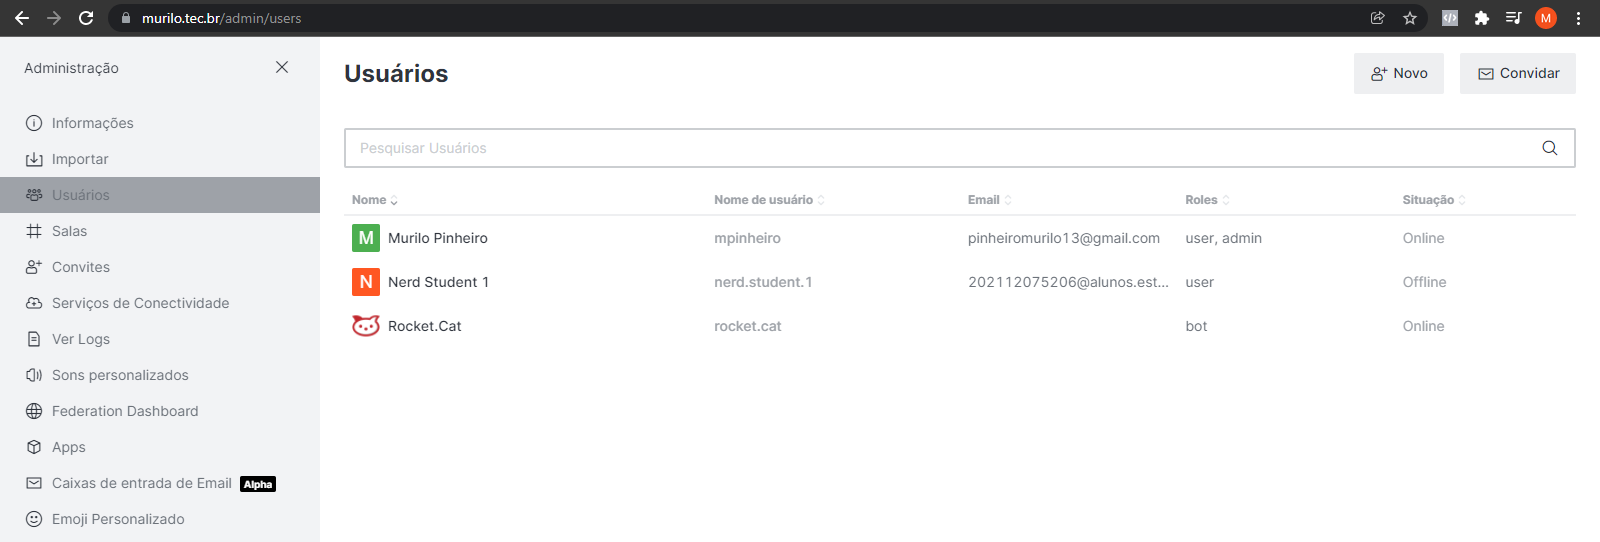 murilo.tec.br/admin/users
M
Administração
Informações
Importar
Usuários
Salas
Convites
Serviços de Conectividade
Ver Logs
Sons personalizados
Federation Dashboard
Apps
Caixas de entrada de Email Alpha
Emoji Personalizado
Usuários
Novo
Convidar
Pesquisar Usuários
Nome Nome de usuário Email Roles Situação
M Murilo Pinheiro mpinheiro pinheiromurilo13@gmail.com user, admin Online
N Nerd Student 1 nerd.student.1 202112075206@alunos.est... user Offline
Rocket.Cat rocket.cat bot Online